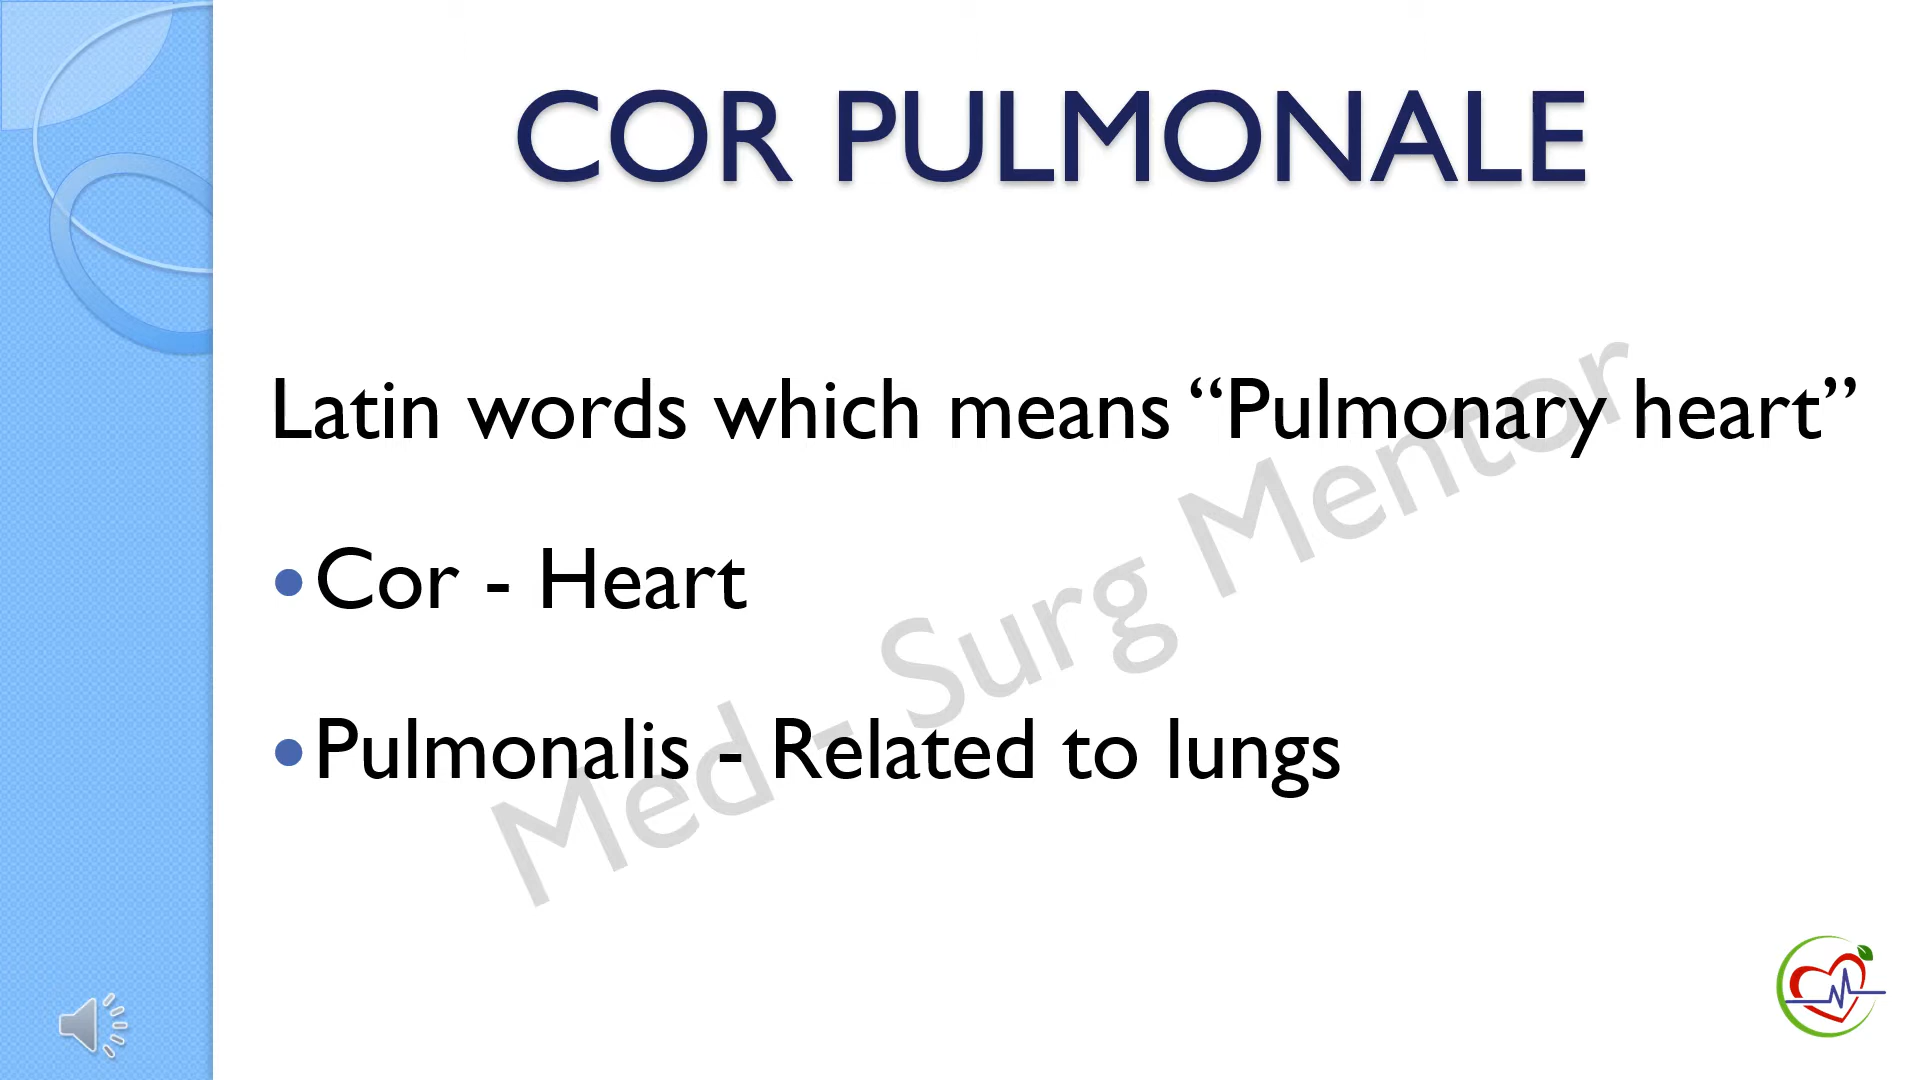 COR PULMONALE
Latin words which means “Pulmonary heart”
•Cor - Heart
•Pulmonalis - Related to lungs
Med - Surg Mentor